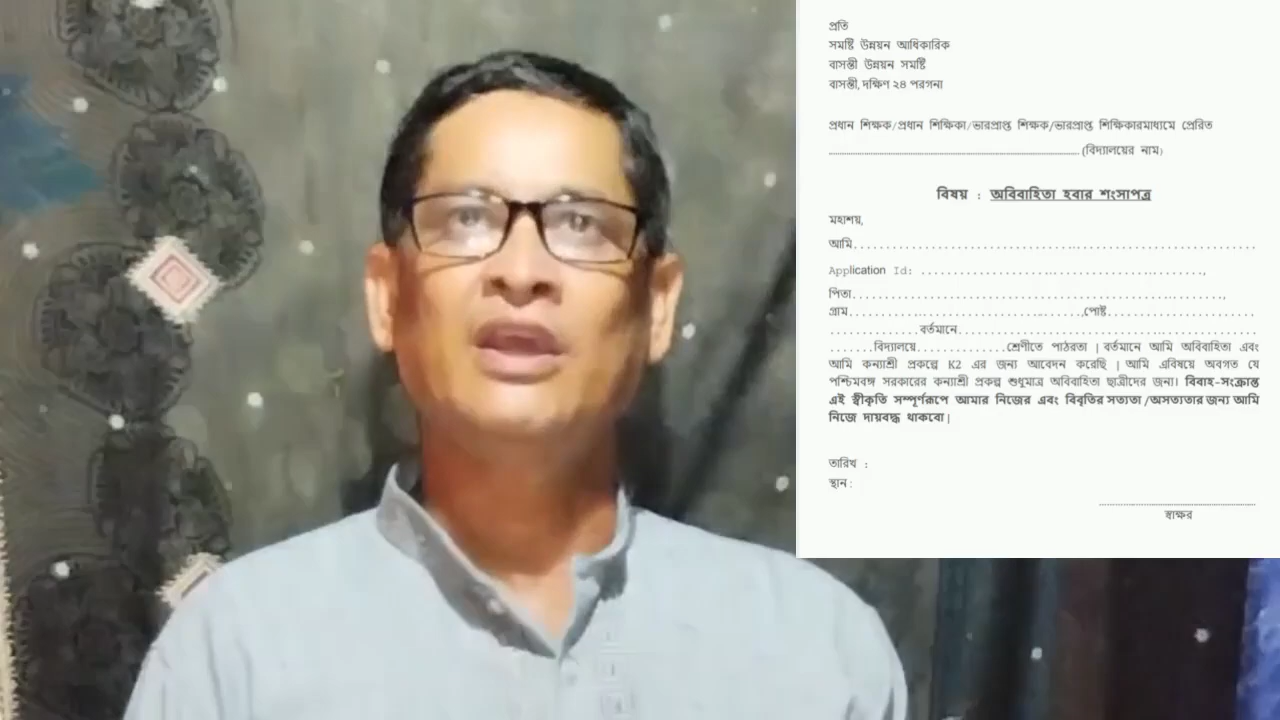 প্রতি
সমষ্টি উন্নয়ন আধিকারিক
বাসন্তী উন্নয়ন সমষ্টি
বাসন্তী, দক্ষিণ ২৪ পরগনা
প্রধান শিক্ষক/প্রধান শিক্ষিকা/ভারপ্রাপ্ত শিক্ষক/ভারপ্রাপ্ত শিক্ষিকারমাধ্যমে প্রেরিত
.......................................................................... (বিদ্যালয়ের নাম)
বিষয় : অবিবাহিতা হবার শংসাপত্র
মহাশয়,
আমি..............................................................
Application Id: ............................................,
পিতা..........................................................,
গ্রাম.....................................,পোষ্ট.......................
..............বর্তমানে...............................................
.......বিদ্যালয়ে..............শ্রেণীতে পাঠরতা | বর্তমানে আমি অবিবাহিতা এবং
আমি কন্যাশ্রী প্রকল্পে K2 এর জন্য আবেদন করেছি | আমি এবিষয়ে অবগত যে
পশ্চিমবঙ্গ সরকারের কন্যাশ্রী প্রকল্প শুধুমাত্র অবিবাহিতা ছাত্রীদের জন্য। বিবাহ-সংক্রান্ত
এই স্বীকৃতি সম্পূর্ণরূপে আমার নিজের এবং বিবৃতির সত্যতা /অসত্যতার জন্য আমি
নিজে দায়বদ্ধ থাকবো |
তারিখ :
স্থান :
..................................................
স্বাক্ষর